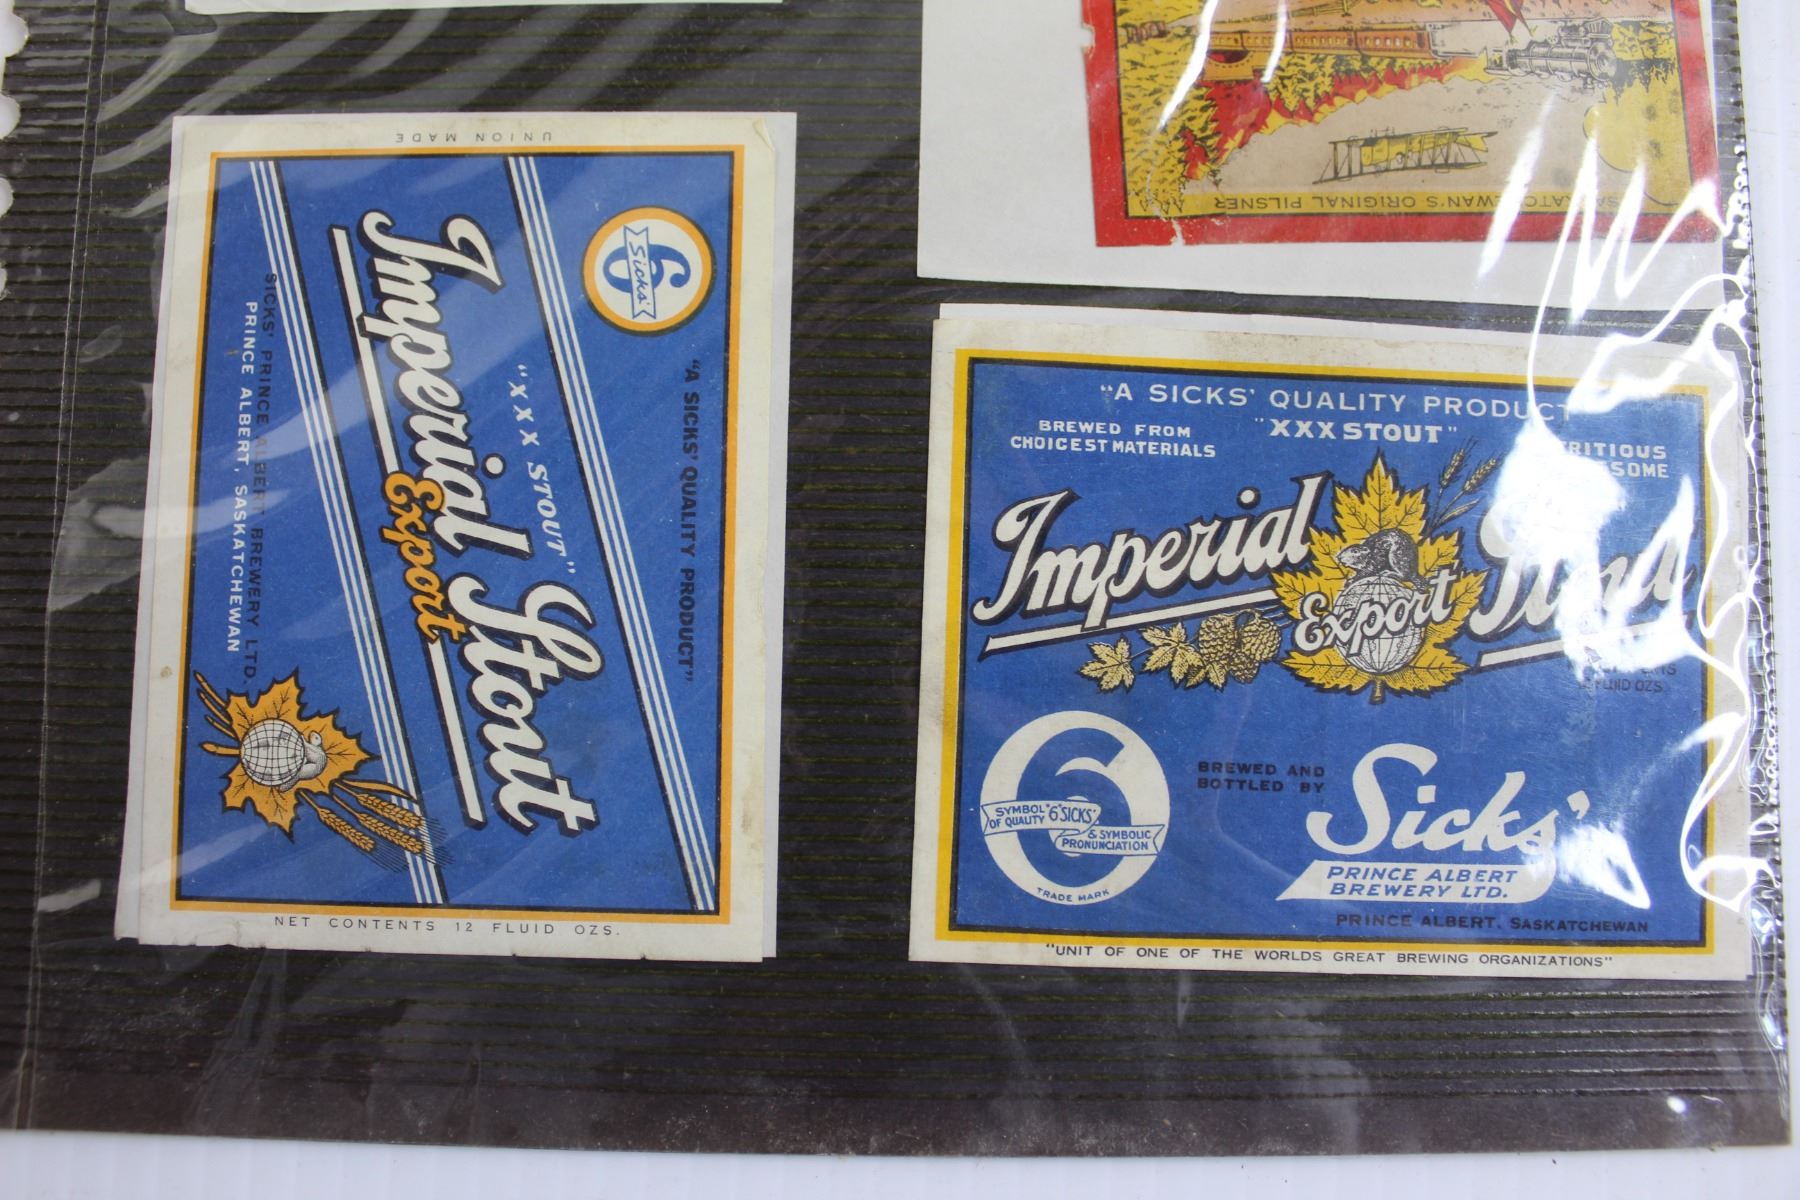 UNION MADE
6
Sicks'
"A SICKS' QUALITY PRODUCT"
"XXX STOUT"
Imperial Stout
Export
SICKS' PRINCE ALBERT BREWERY LTD.
PRINCE ALBERT, SASKATCHEWAN
NET CONTENTS 12 FLUID OZS.
SASKATCHEWAN'S ORIGINAL PILSNER
"A SICKS' QUALITY PRODUCT
"XXX STOUT"
BREWED FROM
CHOICEST MATERIALS
Imperial
Export
FLUID OZS.
6
SYMBOL "6" SICKS'
OF QUALITY
& SYMBOLIC
PRONUNCIATION
TRADE MARK
BREWED AND
BOTTLED BY
Sicks'
PRINCE ALBERT
BREWERY LTD.
PRINCE ALBERT, SASKATCHEWAN
"UNIT OF ONE OF THE WORLDS GREAT BREWING ORGANIZATIONS"